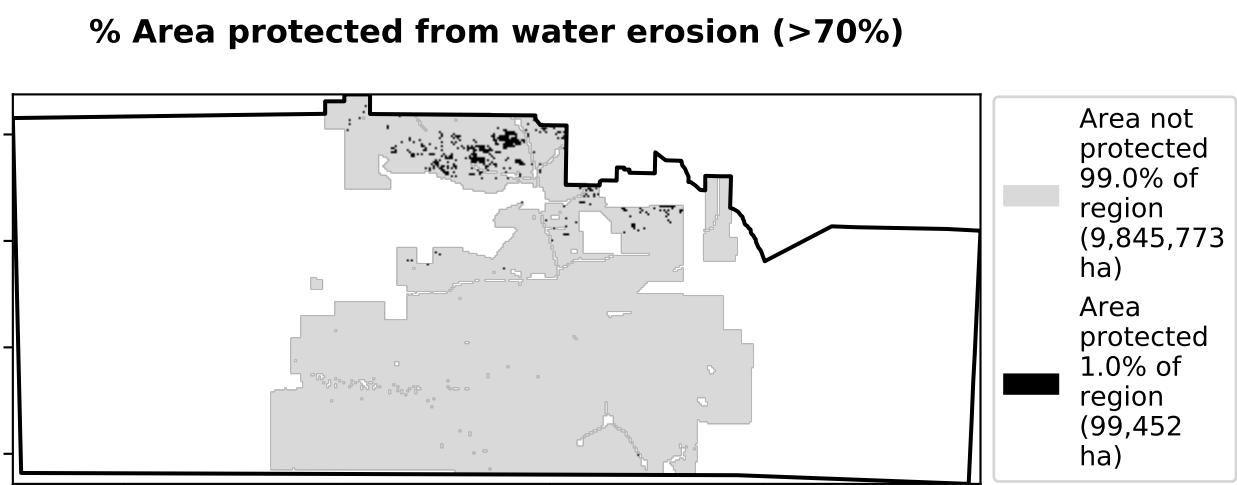 % Area protected from water erosion (>70%)
Area not
protected
99.0% of
region
(9,845,773
ha)
Area
protected
1.0% of
region
(99,452
ha)